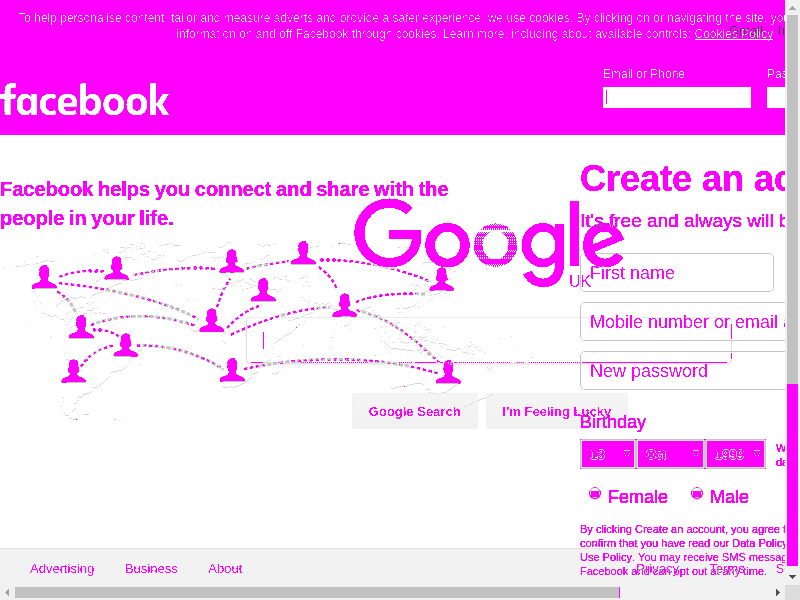 To help personalise content, tailor and measure adverts and provide a safer experience, we use cookies. By clicking on or navigating the site, yo
information on and off Facebook through cookies. Learn more, including about available controls: Cookies Policy
Email or Phone Pas
facebook
Create an ac
Facebook helps you connect and share with the
people in your life.
It's free and always will b
Google
UK
First name
Mobile number or email a
New password
Google Search I'm Feeling Lucky
Birthday
13 Oct 1999
W
da
Female Male
By clicking Create an account, you agree t
confirm that you have read our Data Policy
Use Policy. You may receive SMS messag
Facebook and can opt out at any time.
Advertising Business About Privacy Terms S